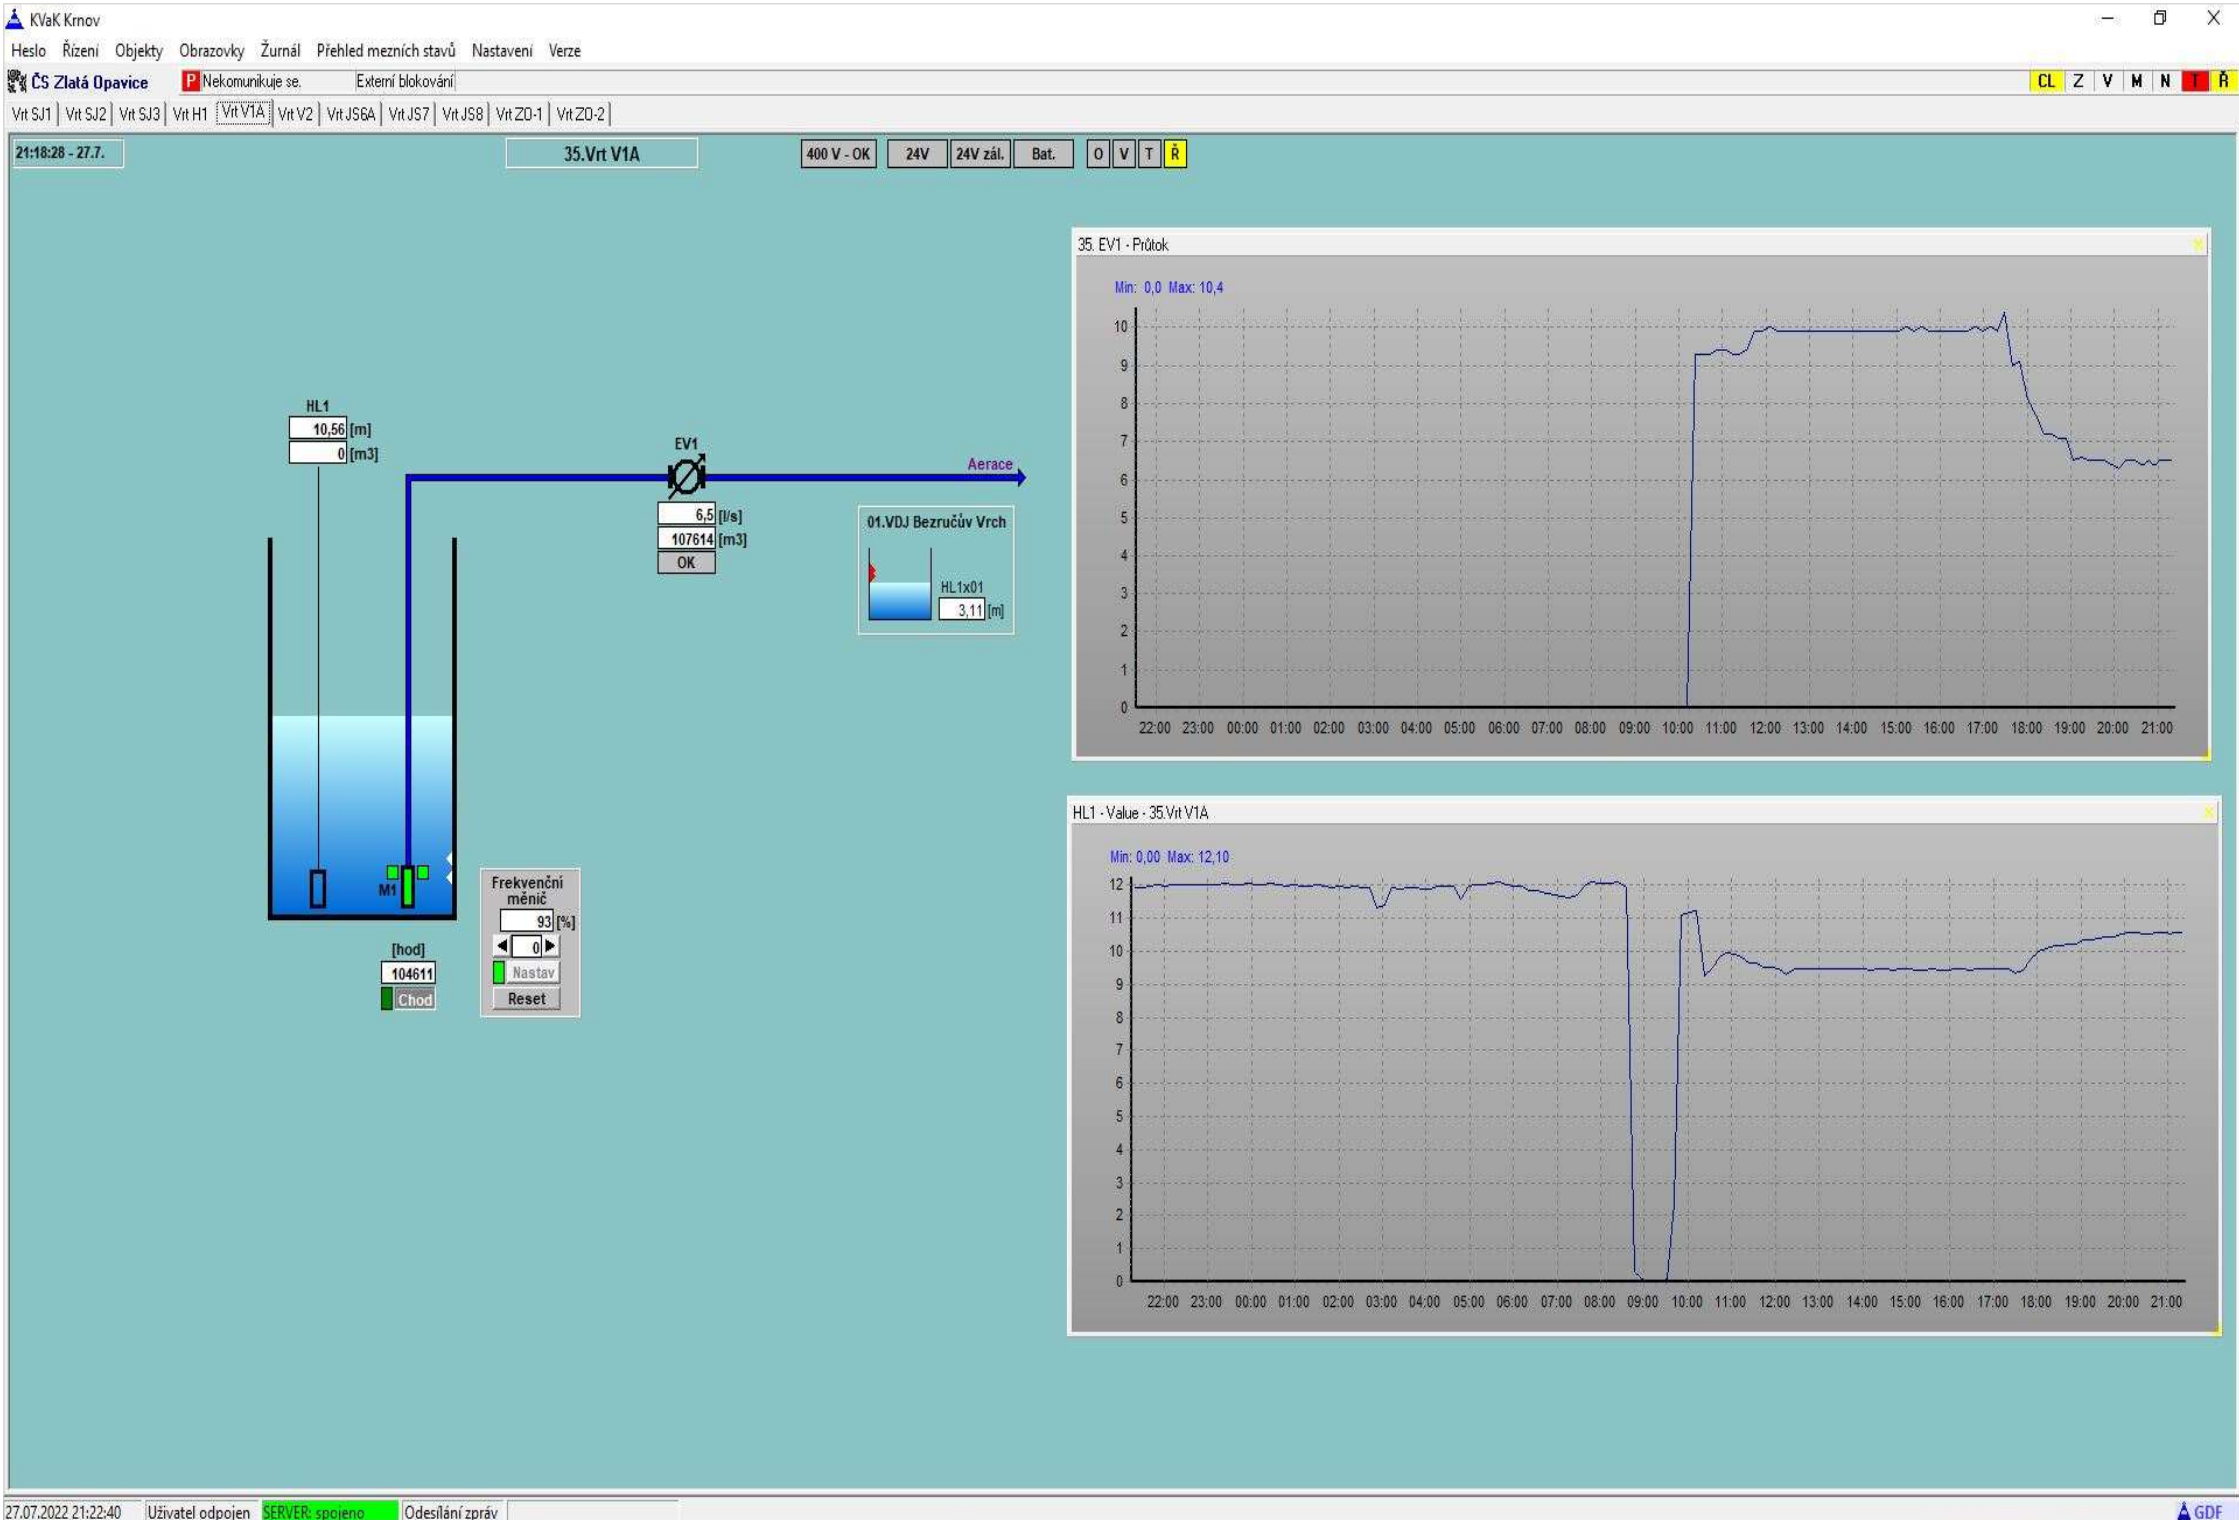 KVaK Krnov
Heslo Řízení Objekty Obrazovky Žurnál Přehled mezních stavů Nastavení Verze
ČS Zlatá Opavice P Nekomunikuje se. Externí blokování CL Z V M N T Ř
Vrt SJ1 Vrt SJ2 Vrt SJ3 Vrt H1 Vrt V1A Vrt V2 Vrt JS6A Vrt JS7 Vrt JS8 Vrt ZO-1 Vrt ZO-2
21:18:28 - 27.7. 35.Vrt V1A 400 V - OK 24V 24V zál. Bat. O V T Ř
35. EV1 - Průtok
Min: 0,0 Max: 10,4
10
9
8
7
6
5
4
3
2
1
0
22:00 23:00 00:00 01:00 02:00 03:00 04:00 05:00 06:00 07:00 08:00 09:00 10:00 11:00 12:00 13:00 14:00 15:00 16:00 17:00 18:00 19:00 20:00 21:00
HL1
10,56 [m]
0 [m3]
EV1
Aerace
6,5 [l/s]
107614 [m3]
OK
01.VDJ Bezručův Vrch
HL1x01
3,11 [m]
M1
Frekvenční
měnič
93 [%]
0
Nastav
Reset
[hod]
104611
Chod
HL1 - Value - 35.Vrt V1A
Min: 0,00 Max: 12,10
12
11
10
9
8
7
6
5
4
3
2
1
0
22:00 23:00 00:00 01:00 02:00 03:00 04:00 05:00 06:00 07:00 08:00 09:00 10:00 11:00 12:00 13:00 14:00 15:00 16:00 17:00 18:00 19:00 20:00 21:00
27.07.2022 21:22:40 Uživatel odpojen SERVER: spojeno Odesílání zpráv GDF